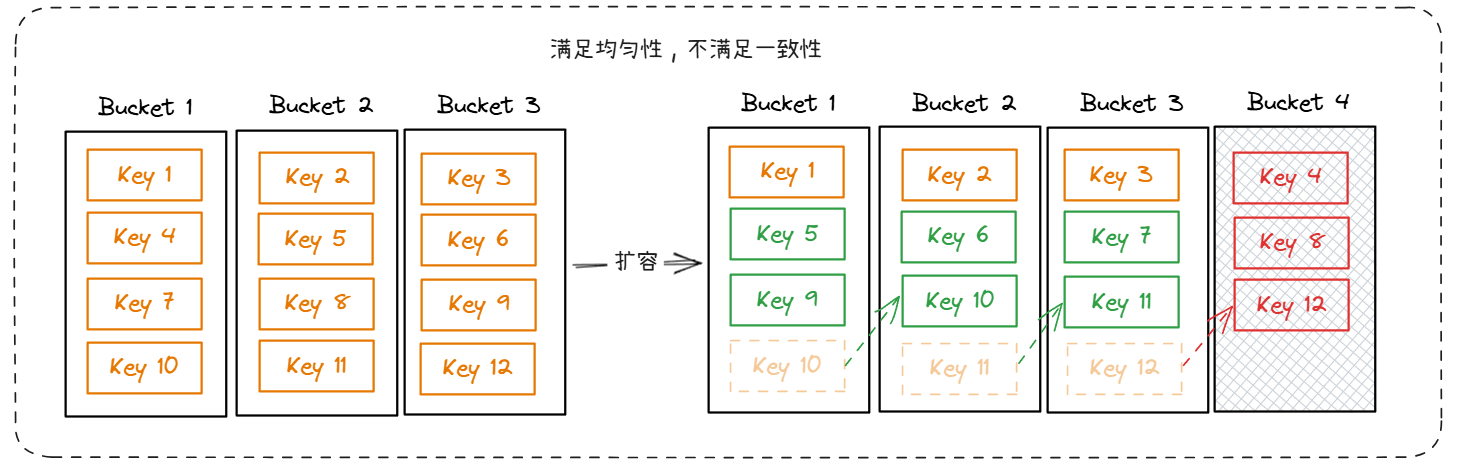 满足均匀性，不满足一致性
Bucket 1
Bucket 2
Bucket 3
Key 1
Key 4
Key 7
Key 10
Key 2
Key 5
Key 8
Key 11
Key 3
Key 6
Key 9
Key 12
扩容
Bucket 1
Bucket 2
Bucket 3
Bucket 4
Key 1
Key 5
Key 9
Key 10
Key 2
Key 6
Key 10
Key 11
Key 3
Key 7
Key 11
Key 12
Key 4
Key 8
Key 12